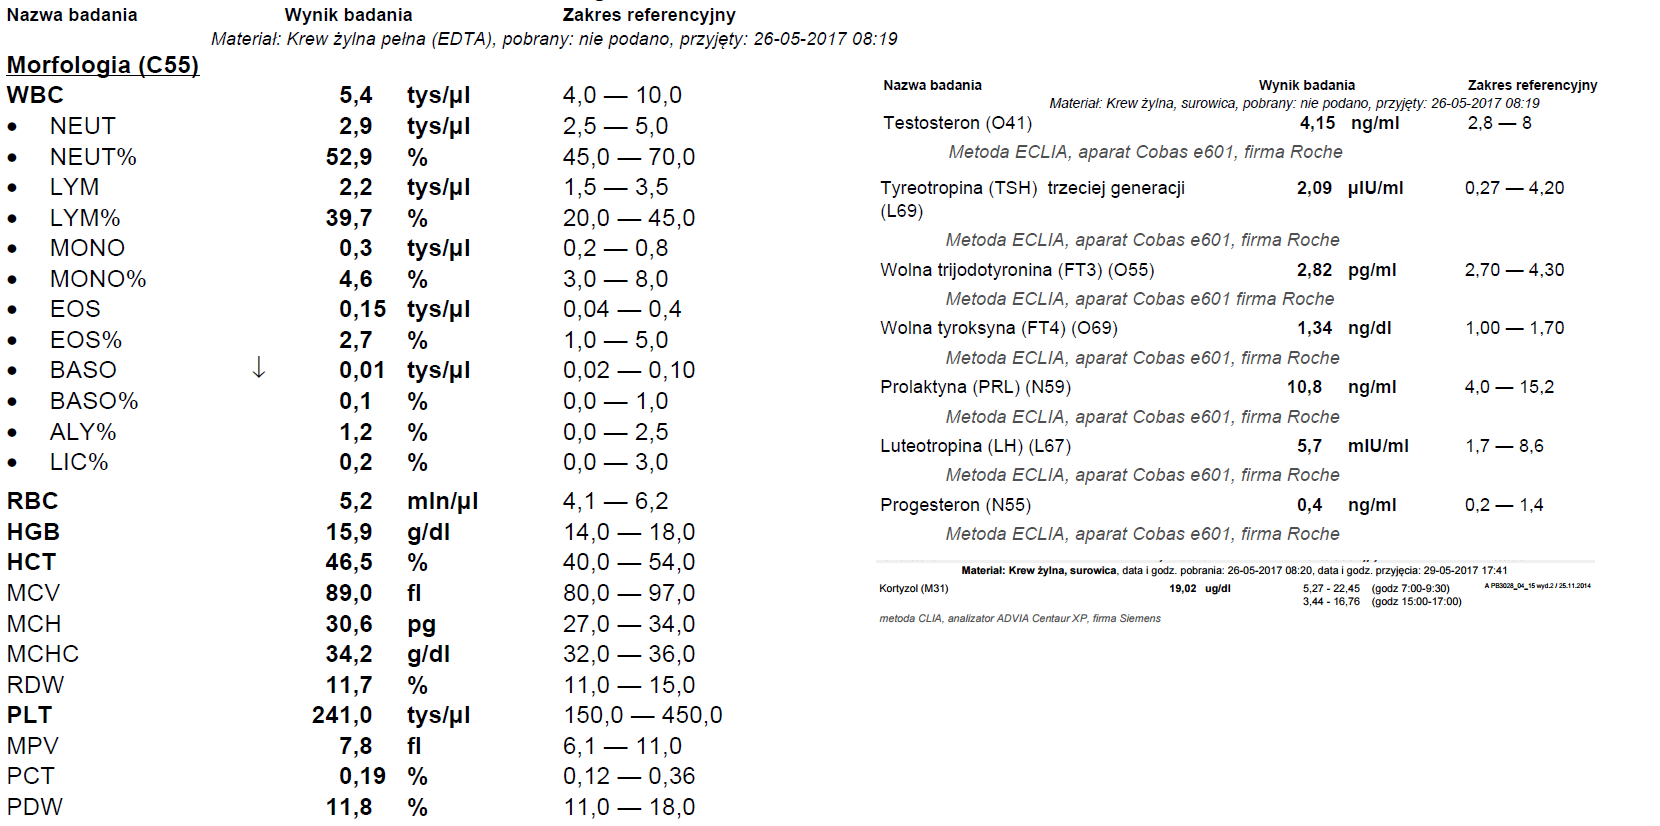 Nazwa badania Wynik badania Zakres referencyjny
Materiał: Krew żylna pełna (EDTA), pobrany: nie podano, przyjęty: 26-05-2017 08:19
Morfologia (C55)
WBC 5,4 tys/µl 4,0 — 10,0
• NEUT 2,9 tys/µl 2,5 — 5,0
• NEUT% 52,9 % 45,0 — 70,0
• LYM 2,2 tys/µl 1,5 — 3,5
• LYM% 39,7 % 20,0 — 45,0
• MONO 0,3 tys/µl 0,2 — 0,8
• MONO% 4,6 % 3,0 — 8,0
• EOS 0,15 tys/µl 0,04 — 0,4
• EOS% 2,7 % 1,0 — 5,0
• BASO ↓ 0,01 tys/µl 0,02 — 0,10
• BASO% 0,1 % 0,0 — 1,0
• ALY% 1,2 % 0,0 — 2,5
• LIC% 0,2 % 0,0 — 3,0
RBC 5,2 mln/µl 4,1 — 6,2
HGB 15,9 g/dl 14,0 — 18,0
HCT 46,5 % 40,0 — 54,0
MCV 89,0 fl 80,0 — 97,0
MCH 30,6 pg 27,0 — 34,0
MCHC 34,2 g/dl 32,0 — 36,0
RDW 11,7 % 11,0 — 15,0
PLT 241,0 tys/µl 150,0 — 450,0
MPV 7,8 fl 6,1 — 11,0
PCT 0,19 % 0,12 — 0,36
PDW 11,8 % 11,0 — 18,0
Nazwa badania Wynik badania Zakres referencyjny
Materiał: Krew żylna, surowica, pobrany: nie podano, przyjęty: 26-05-2017 08:19
Testosteron (O41) 4,15 ng/ml 2,8 — 8
Metoda ECLIA, aparat Cobas e601, firma Roche
Tyreotropina (TSH) trzeciej generacji 2,09 µIU/ml 0,27 — 4,20
(L69)
Metoda ECLIA, aparat Cobas e601, firma Roche
Wolna trijodotyronina (FT3) (O55) 2,82 pg/ml 2,70 — 4,30
Metoda ECLIA, aparat Cobas e601 firma Roche
Wolna tyroksyna (FT4) (O69) 1,34 ng/dl 1,00 — 1,70
Metoda ECLIA, aparat Cobas e601, firma Roche
Prolaktyna (PRL) (N59) 10,8 ng/ml 4,0 — 15,2
Metoda ECLIA, aparat Cobas e601, firma Roche
Luteotropina (LH) (L67) 5,7 mIU/ml 1,7 — 8,6
Metoda ECLIA, aparat Cobas e601, firma Roche
Progesteron (N55) 0,4 ng/ml 0,2 — 1,4
Metoda ECLIA, aparat Cobas e601, firma Roche
Materiał: Krew żylna, surowica, data i godz. pobrania: 26-05-2017 08:20, data i godz. przyjęcia: 29-05-2017 17:41
Kortyzol (M31) 19,02 ug/dl 5,27 - 22,45 (godz 7:00-9:30) A PB3028_04_15 wyd.2 / 25.11.2014
3,44 - 16,76 (godz 15:00-17:00)
metoda CLIA, analizator ADVIA Centaur XP, firma Siemens